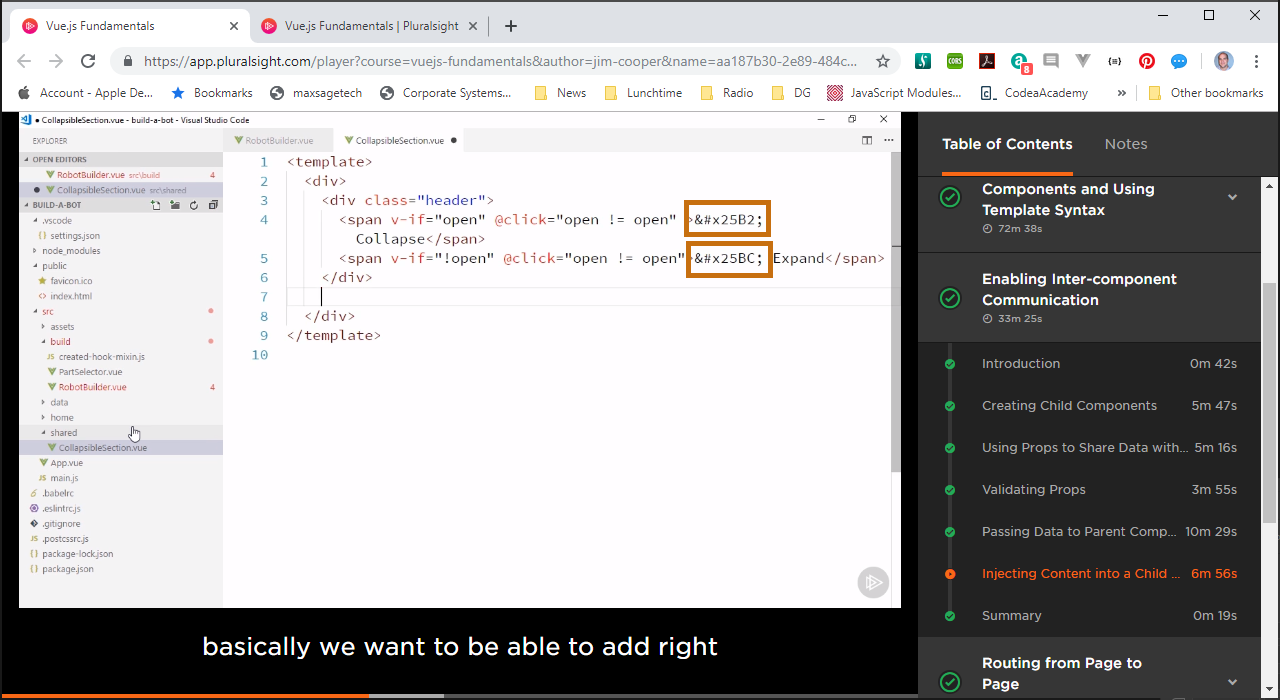 Vue.js Fundamentals
Vue.js Fundamentals | Pluralsight
https://app.pluralsight.com/player?course=vuejs-fundamentals&author=jim-cooper&name=aa187b30-2e89-484c...
CORS
8
Account - Apple De...
Bookmarks
maxsagetech
Corporate Systems...
News
Lunchtime
Radio
DG
JavaScript Modules...
CodeaAcademy
»
Other bookmarks
● CollapsibleSection.vue - build-a-bot - Visual Studio Code
EXPLORER
OPEN EDITORS
RobotBuilder.vue src\build 4
CollapsibleSection.vue src\shared
BUILD-A-BOT
.vscode
{ } settings.json
node_modules
public
favicon.ico
<> index.html
src
assets
build
JS created-hook-mixin.js
PartSelector.vue
RobotBuilder.vue 4
data
home
shared
CollapsibleSection.vue
App.vue
JS main.js
.babelrc
.eslintrc.js
.gitignore
JS .postcssrc.js
{ } package-lock.json
{ } package.json
RobotBuilder.vue
CollapsibleSection.vue ●
1 <template>
2 <div>
3 <div class="header">
4 <span v-if="open" @click="open != open" >&#x25B2;
Collapse</span>
5 <span v-if="!open" @click="open != open">&#x25BC; Expand</span>
6 </div>
7
8 </div>
9 </template>
10
basically we want to be able to add right
Table of Contents
Notes
Components and Using
Template Syntax
72m 38s
Enabling Inter-component
Communication
33m 25s
Introduction 0m 42s
Creating Child Components 5m 47s
Using Props to Share Data with... 5m 16s
Validating Props 3m 55s
Passing Data to Parent Comp... 10m 29s
Injecting Content into a Child ... 6m 56s
Summary 0m 19s
Routing from Page to
Page